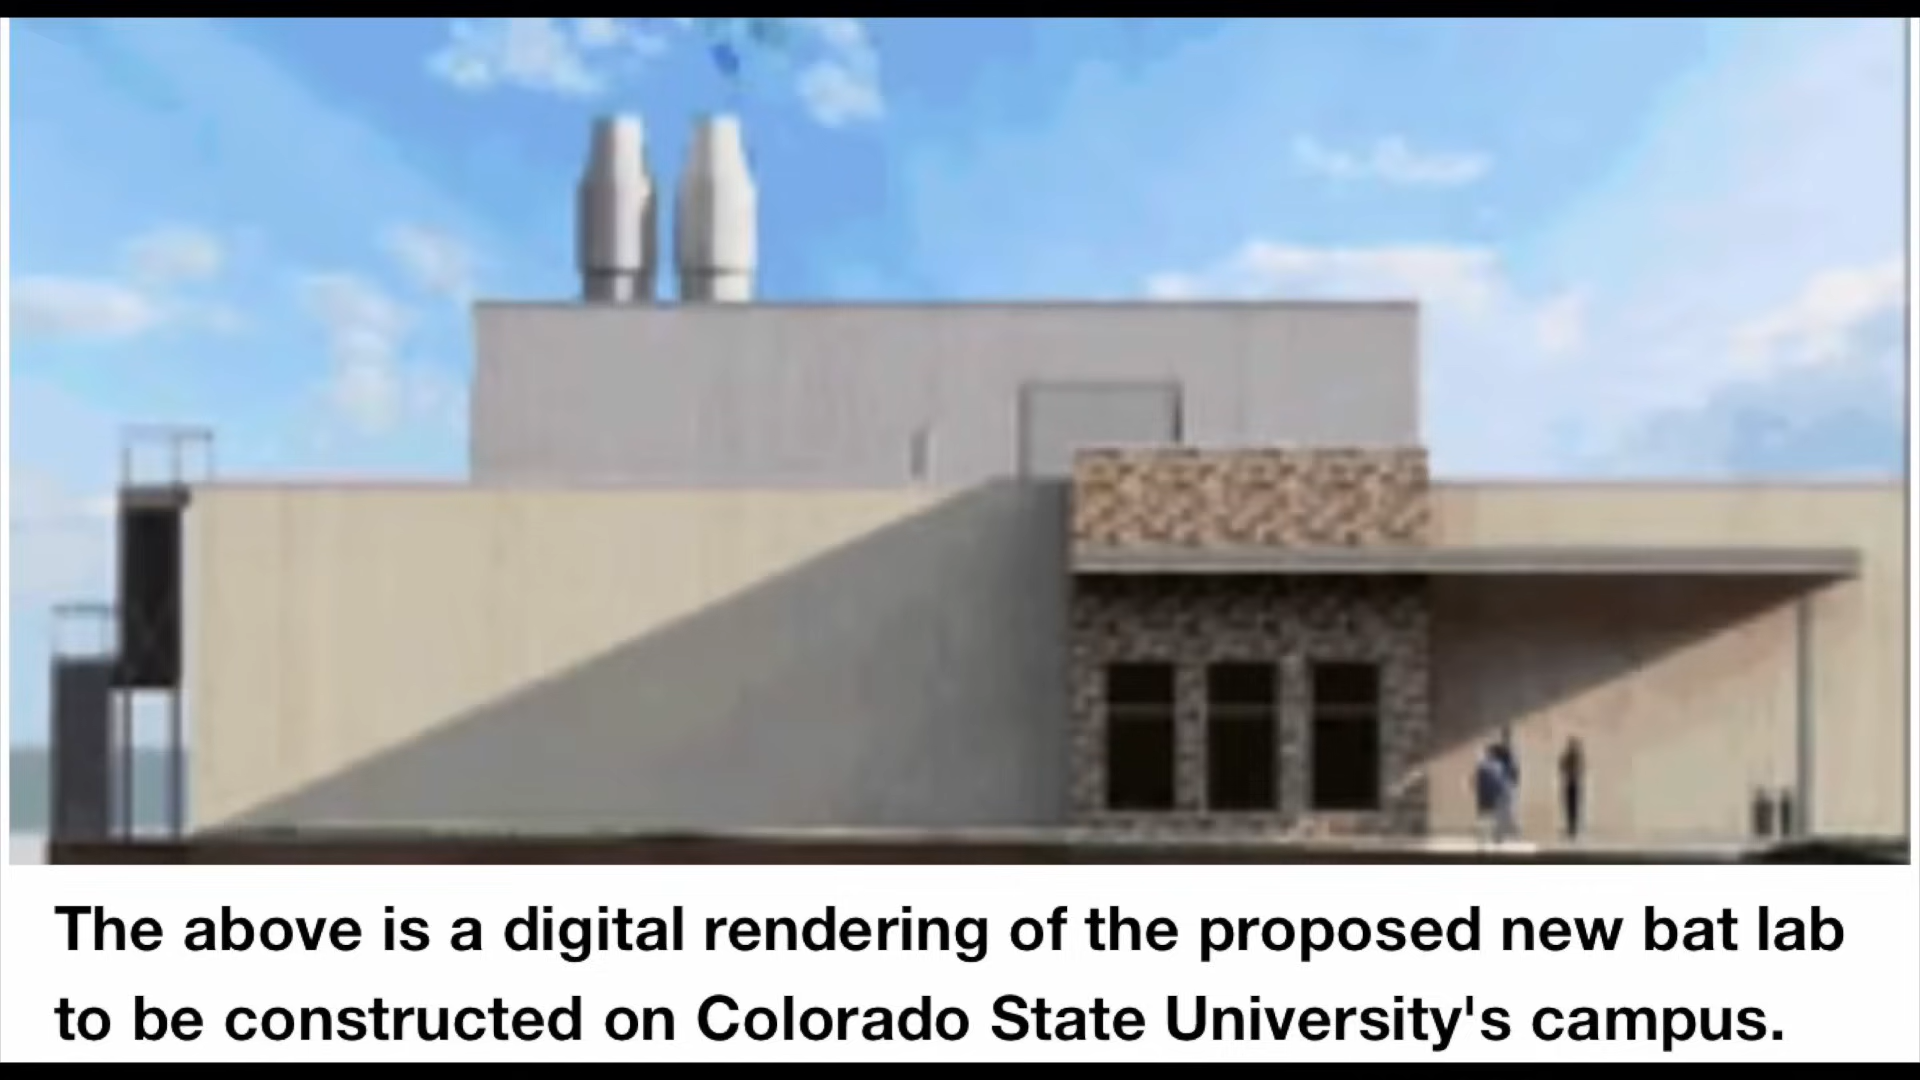 The above is a digital rendering of the proposed new bat lab
to be constructed on Colorado State University's campus.